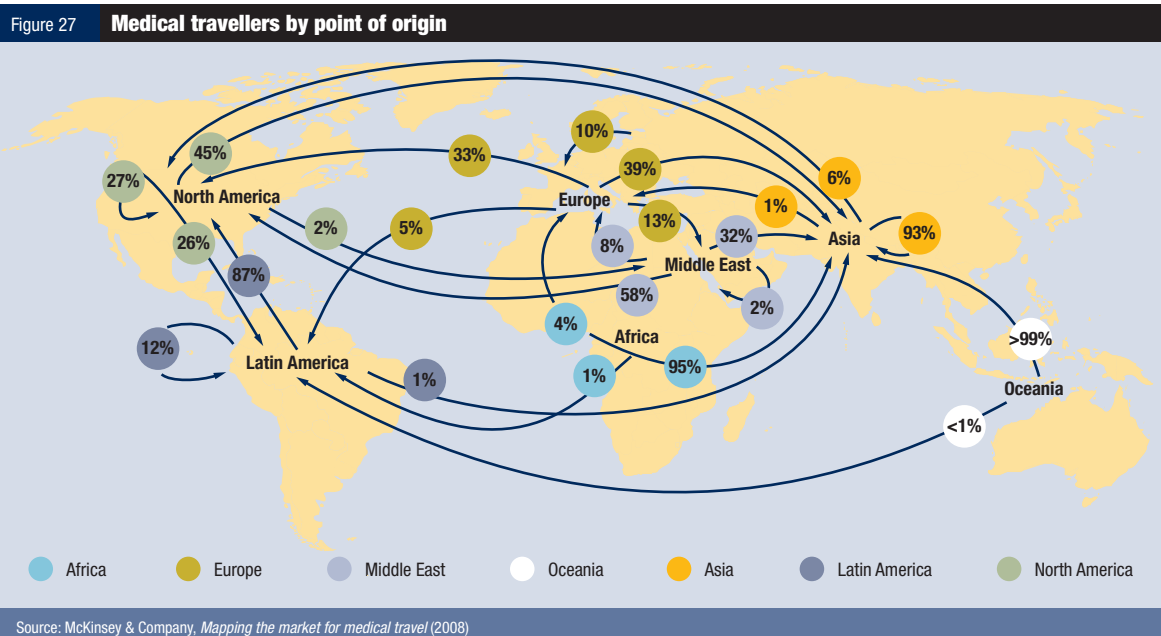 Figure 27 Medical travellers by point of origin
10%
45%
33%
39%
6%
27%
North America
Europe
1%
2%
5%
13%
32%
93%
26%
8%
Asia
Middle East
87%
58%
2%
4%
Africa
>99%
12%
Latin America
1%
1%
95%
Oceania
<1%
Africa Europe Middle East Oceania Asia Latin America North America
Source: McKinsey & Company, Mapping the market for medical travel (2008)